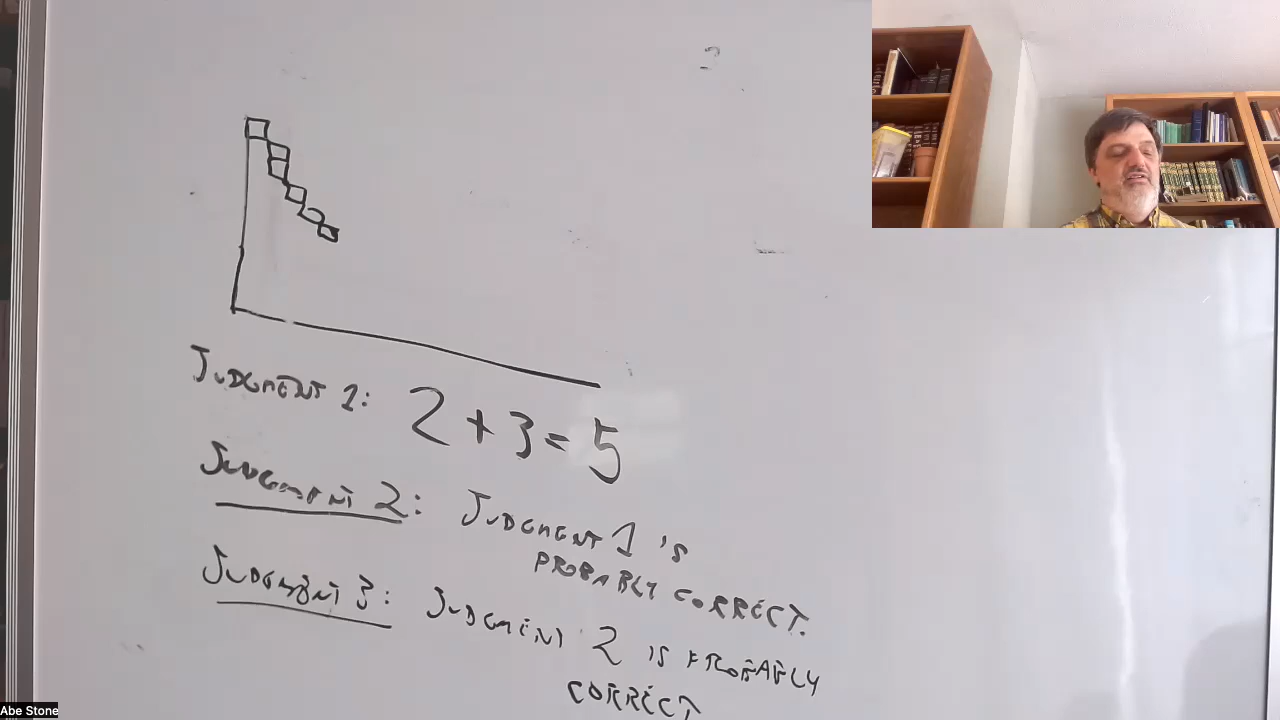 ?
JUDGMENT 1: 2 + 3 = 5
JUDGMENT 2: JUDGMENT 1 IS
PROBABLY CORRECT.
JUDGMENT 3: JUDGMENT 2 IS PROBABLY
CORRECT
Abe Stone